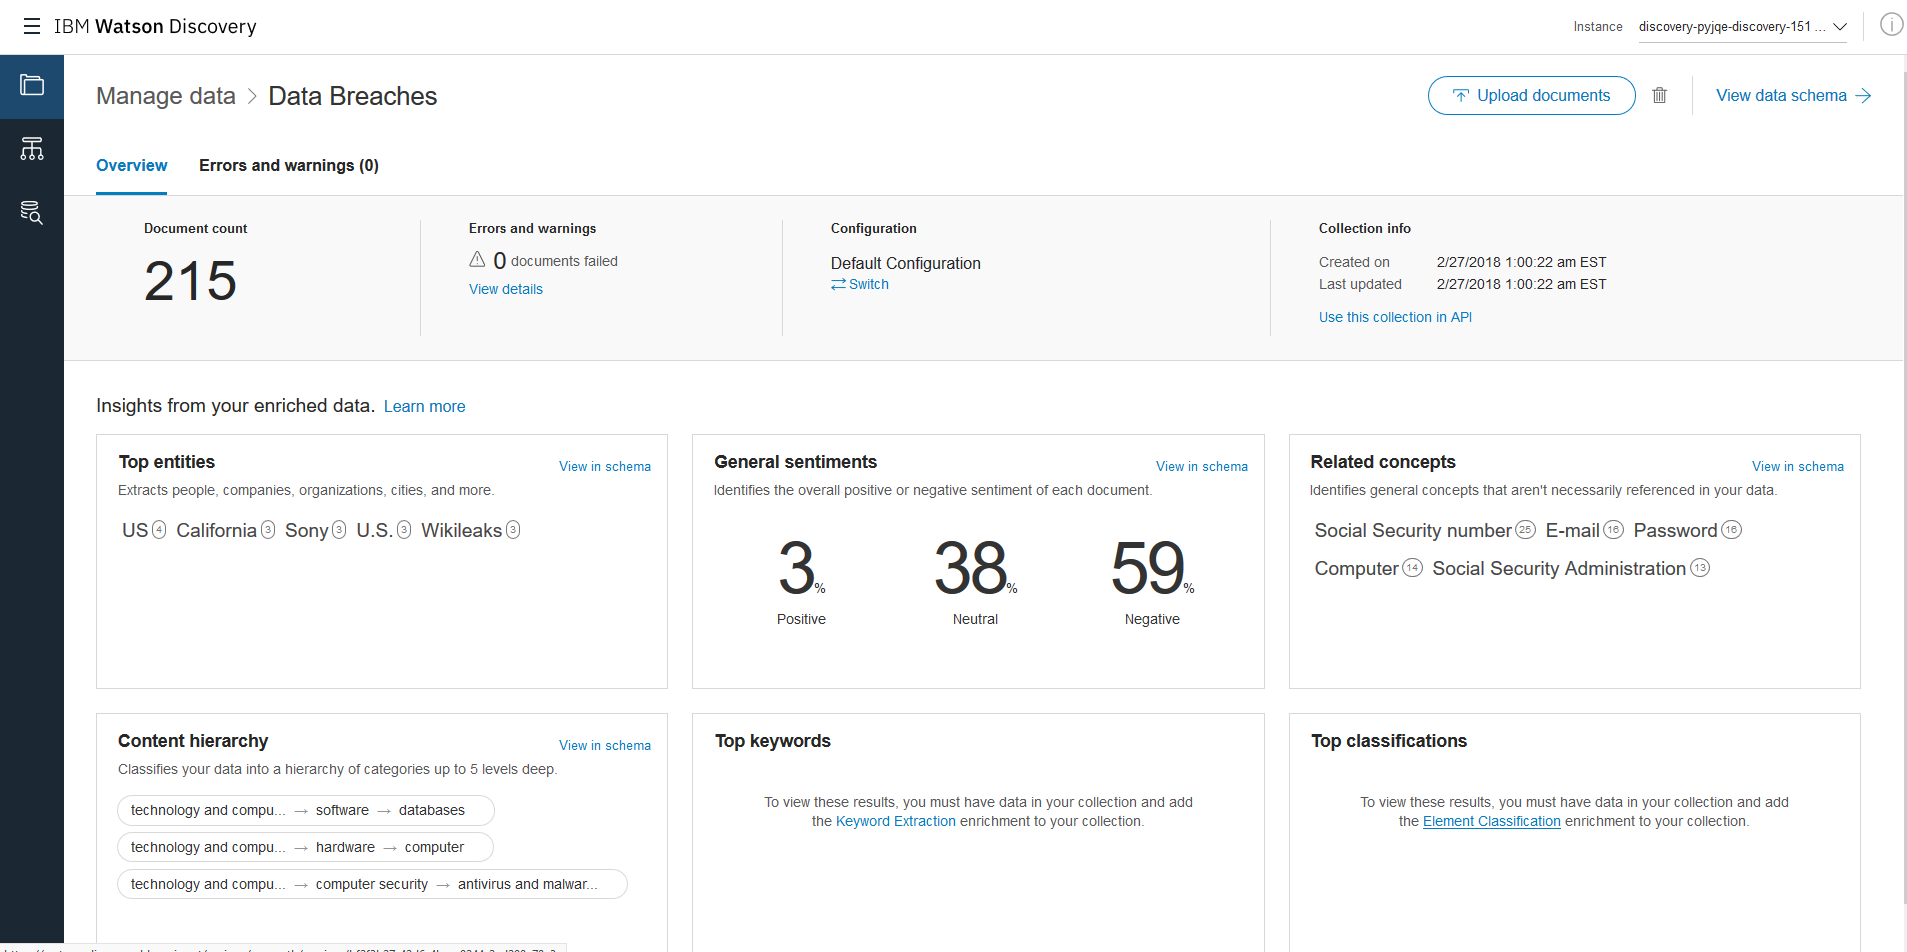 IBM Watson Discovery
Instance discovery-pyjqe-discovery-151 ...
Manage data > Data Breaches
Upload documents
View data schema
Overview
Errors and warnings (0)
Document count
215
Errors and warnings
0 documents failed
View details
Configuration
Default Configuration
Switch
Collection info
Created on 2/27/2018 1:00:22 am EST
Last updated 2/27/2018 1:00:22 am EST
Use this collection in API
Insights from your enriched data. Learn more
Top entities
View in schema
Extracts people, companies, organizations, cities, and more.
US 4 California 3 Sony 3 U.S. 3 Wikileaks 3
General sentiments
View in schema
Identifies the overall positive or negative sentiment of each document.
3% 38% 59%
Positive Neutral Negative
Related concepts
View in schema
Identifies general concepts that aren't necessarily referenced in your data.
Social Security number 25 E-mail 16 Password 16
Computer 14 Social Security Administration 13
Content hierarchy
View in schema
Classifies your data into a hierarchy of categories up to 5 levels deep.
technology and compu... → software → databases
technology and compu... → hardware → computer
technology and compu... → computer security → antivirus and malwar...
Top keywords
To view these results, you must have data in your collection and add
the Keyword Extraction enrichment to your collection.
Top classifications
To view these results, you must have data in your collection and add
the Element Classification enrichment to your collection.